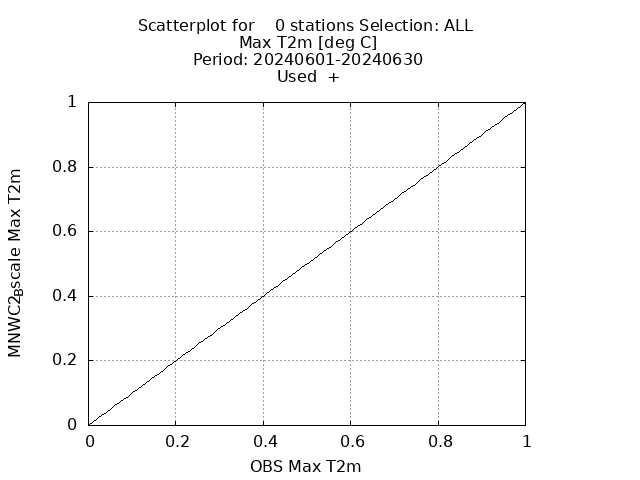 Scatterplot for    0 stations Selection: ALL
Max T2m [deg C]
Period: 20240601-20240630
Used  +
1
0.8
0.6
0.4
0.2
0
MNWC2Bscale Max T2m
0
0.2
0.4
0.6
0.8
1
OBS Max T2m